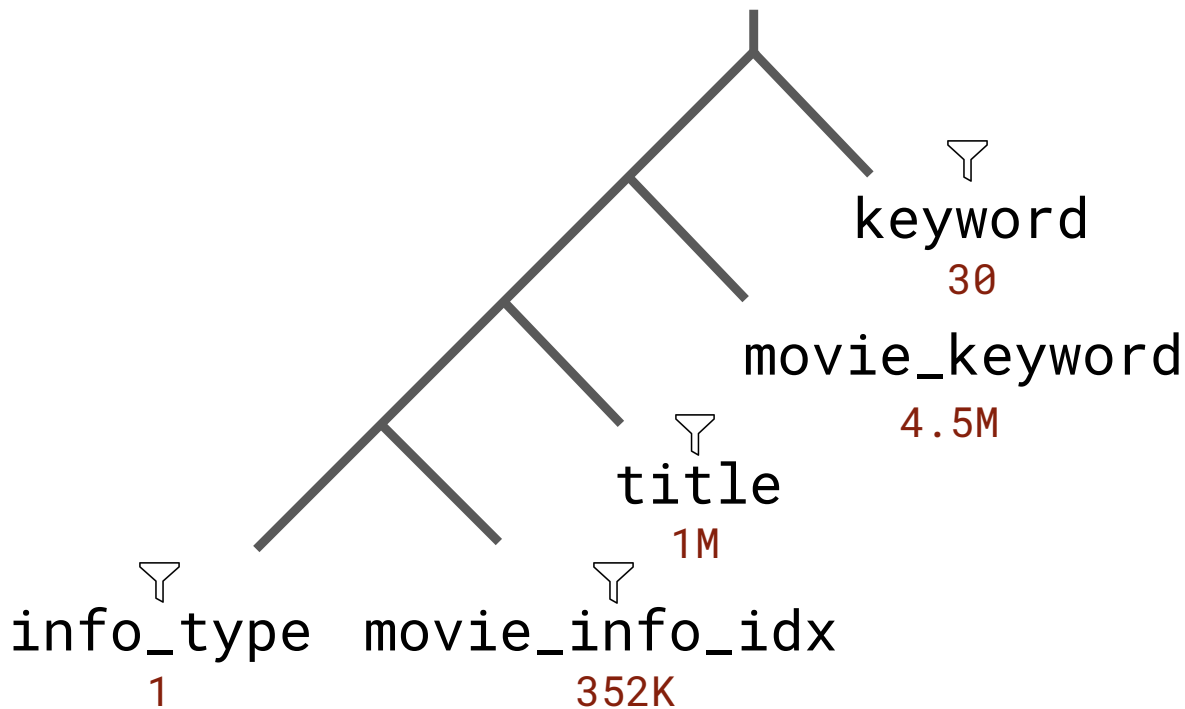 keyword
30
movie_keyword
4.5M
title
1M
info_type
1
movie_info_idx
352K